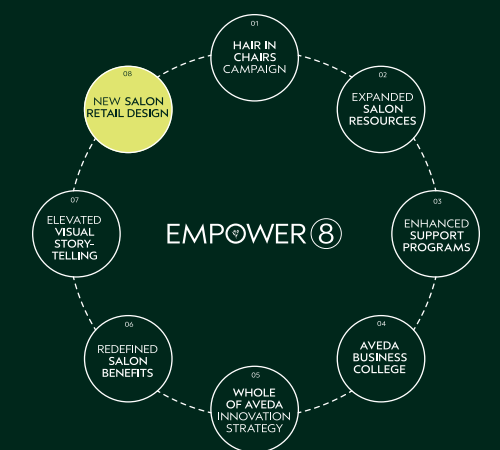 01
HAIR IN
CHAIRS
CAMPAIGN
02
EXPANDED
SALON
RESOURCES
03
ENHANCED
SUPPORT
PROGRAMS
04
AVEDA
BUSINESS
COLLEGE
05
WHOLE
OF AVEDA
INNOVATION
STRATEGY
06
REDEFINED
SALON
BENEFITS
07
ELEVATED
VISUAL
STORY-
TELLING
08
NEW SALON
RETAIL DESIGN
EMPOWER 8